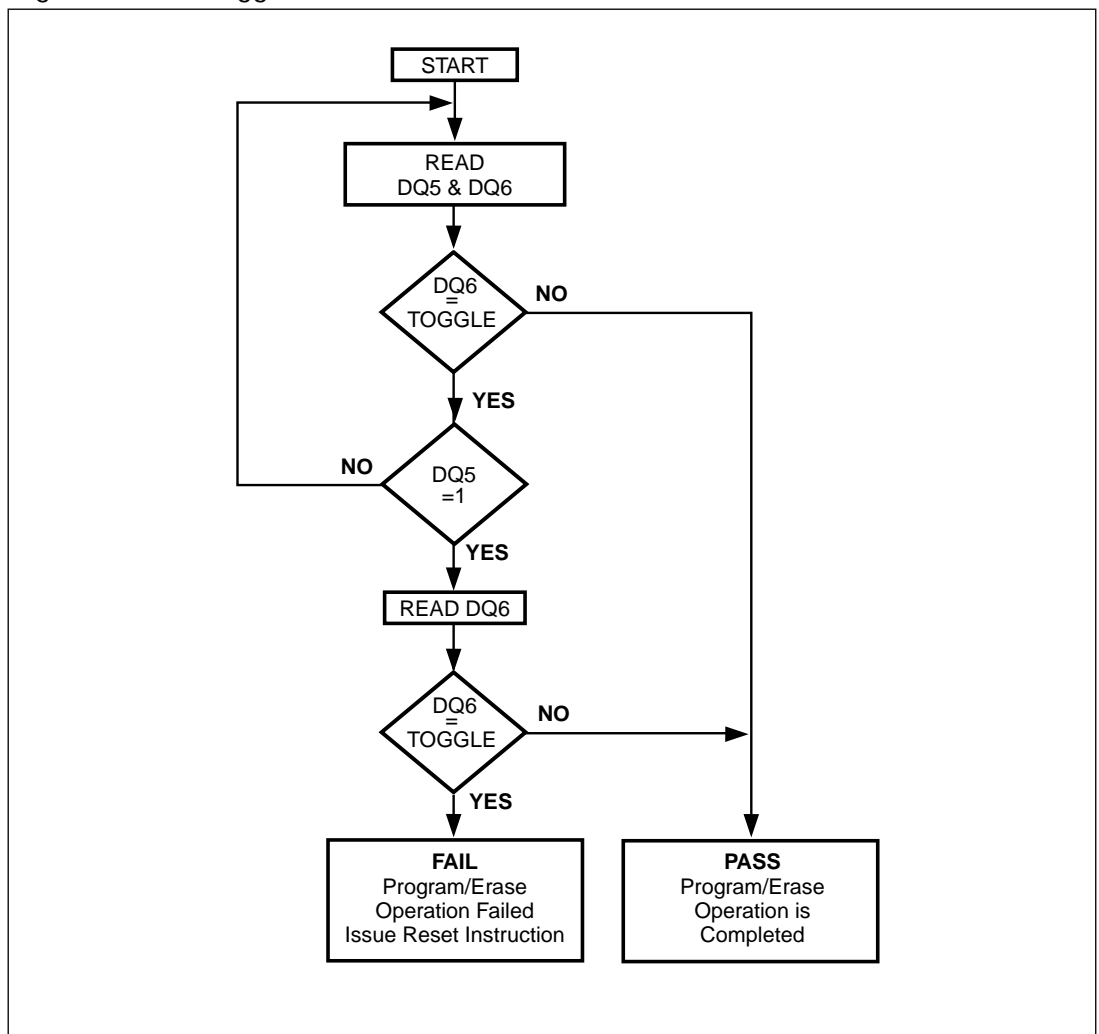 START
READ
DQ5 & DQ6
DQ6
=
TOGGLE
NO
YES
NO
DQ5
=1
YES
READ DQ6
DQ6
=
TOGGLE
NO
YES
FAIL
Program/Erase
Operation Failed
Issue Reset Instruction
PASS
Program/Erase
Operation is
Completed